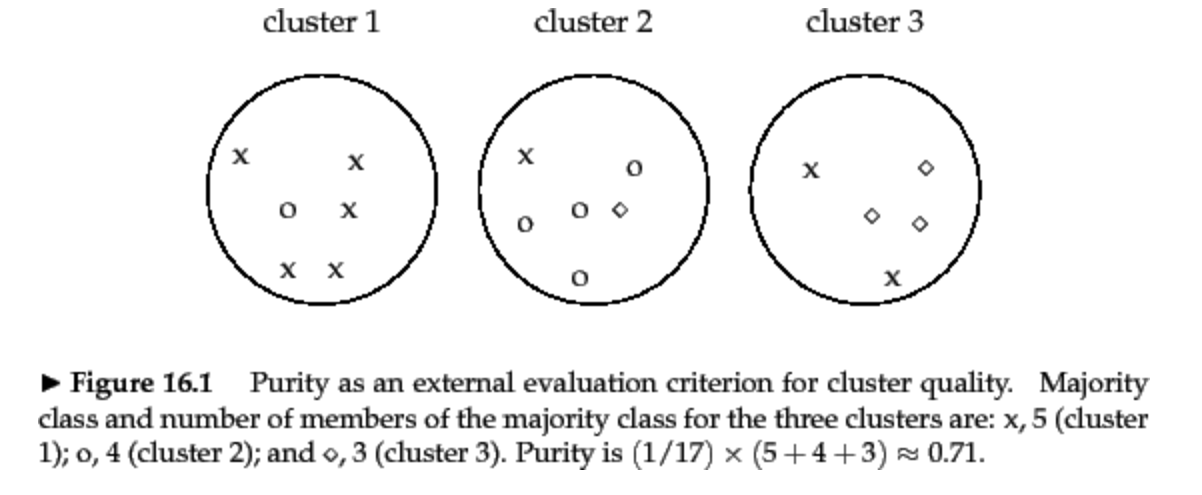 cluster 1 cluster 2 cluster 3
x x x o x ◇
o x o o ◇ ◇ ◇
x x o x
► Figure 16.1 Purity as an external evaluation criterion for cluster quality. Majority
class and number of members of the majority class for the three clusters are: x, 5 (cluster
1); o, 4 (cluster 2); and ◇, 3 (cluster 3). Purity is (1/17) × (5 + 4 + 3) ≈ 0.71.